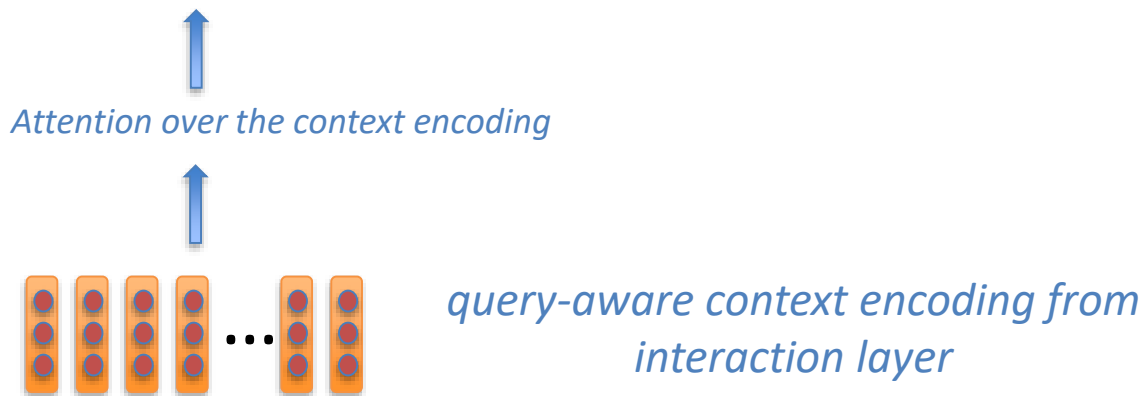 Attention over the context encoding
...
query-aware context encoding from
interaction layer